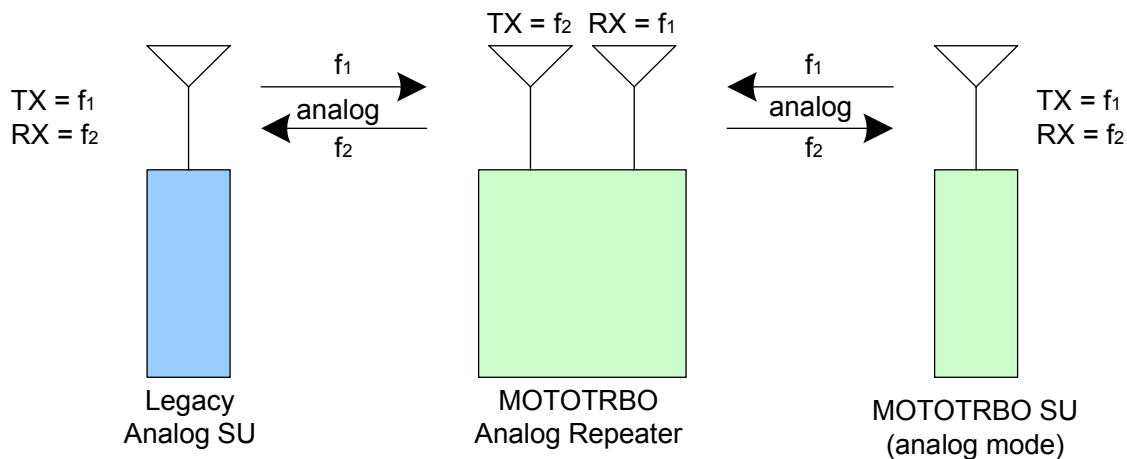 TX = f2
RX = f1
f1
analog
f2
TX = f1
RX = f2
f1
analog
f2
TX = f1
RX = f2
Legacy
Analog SU
MOTOTRBO
Analog Repeater
MOTOTRBO SU
(analog mode)